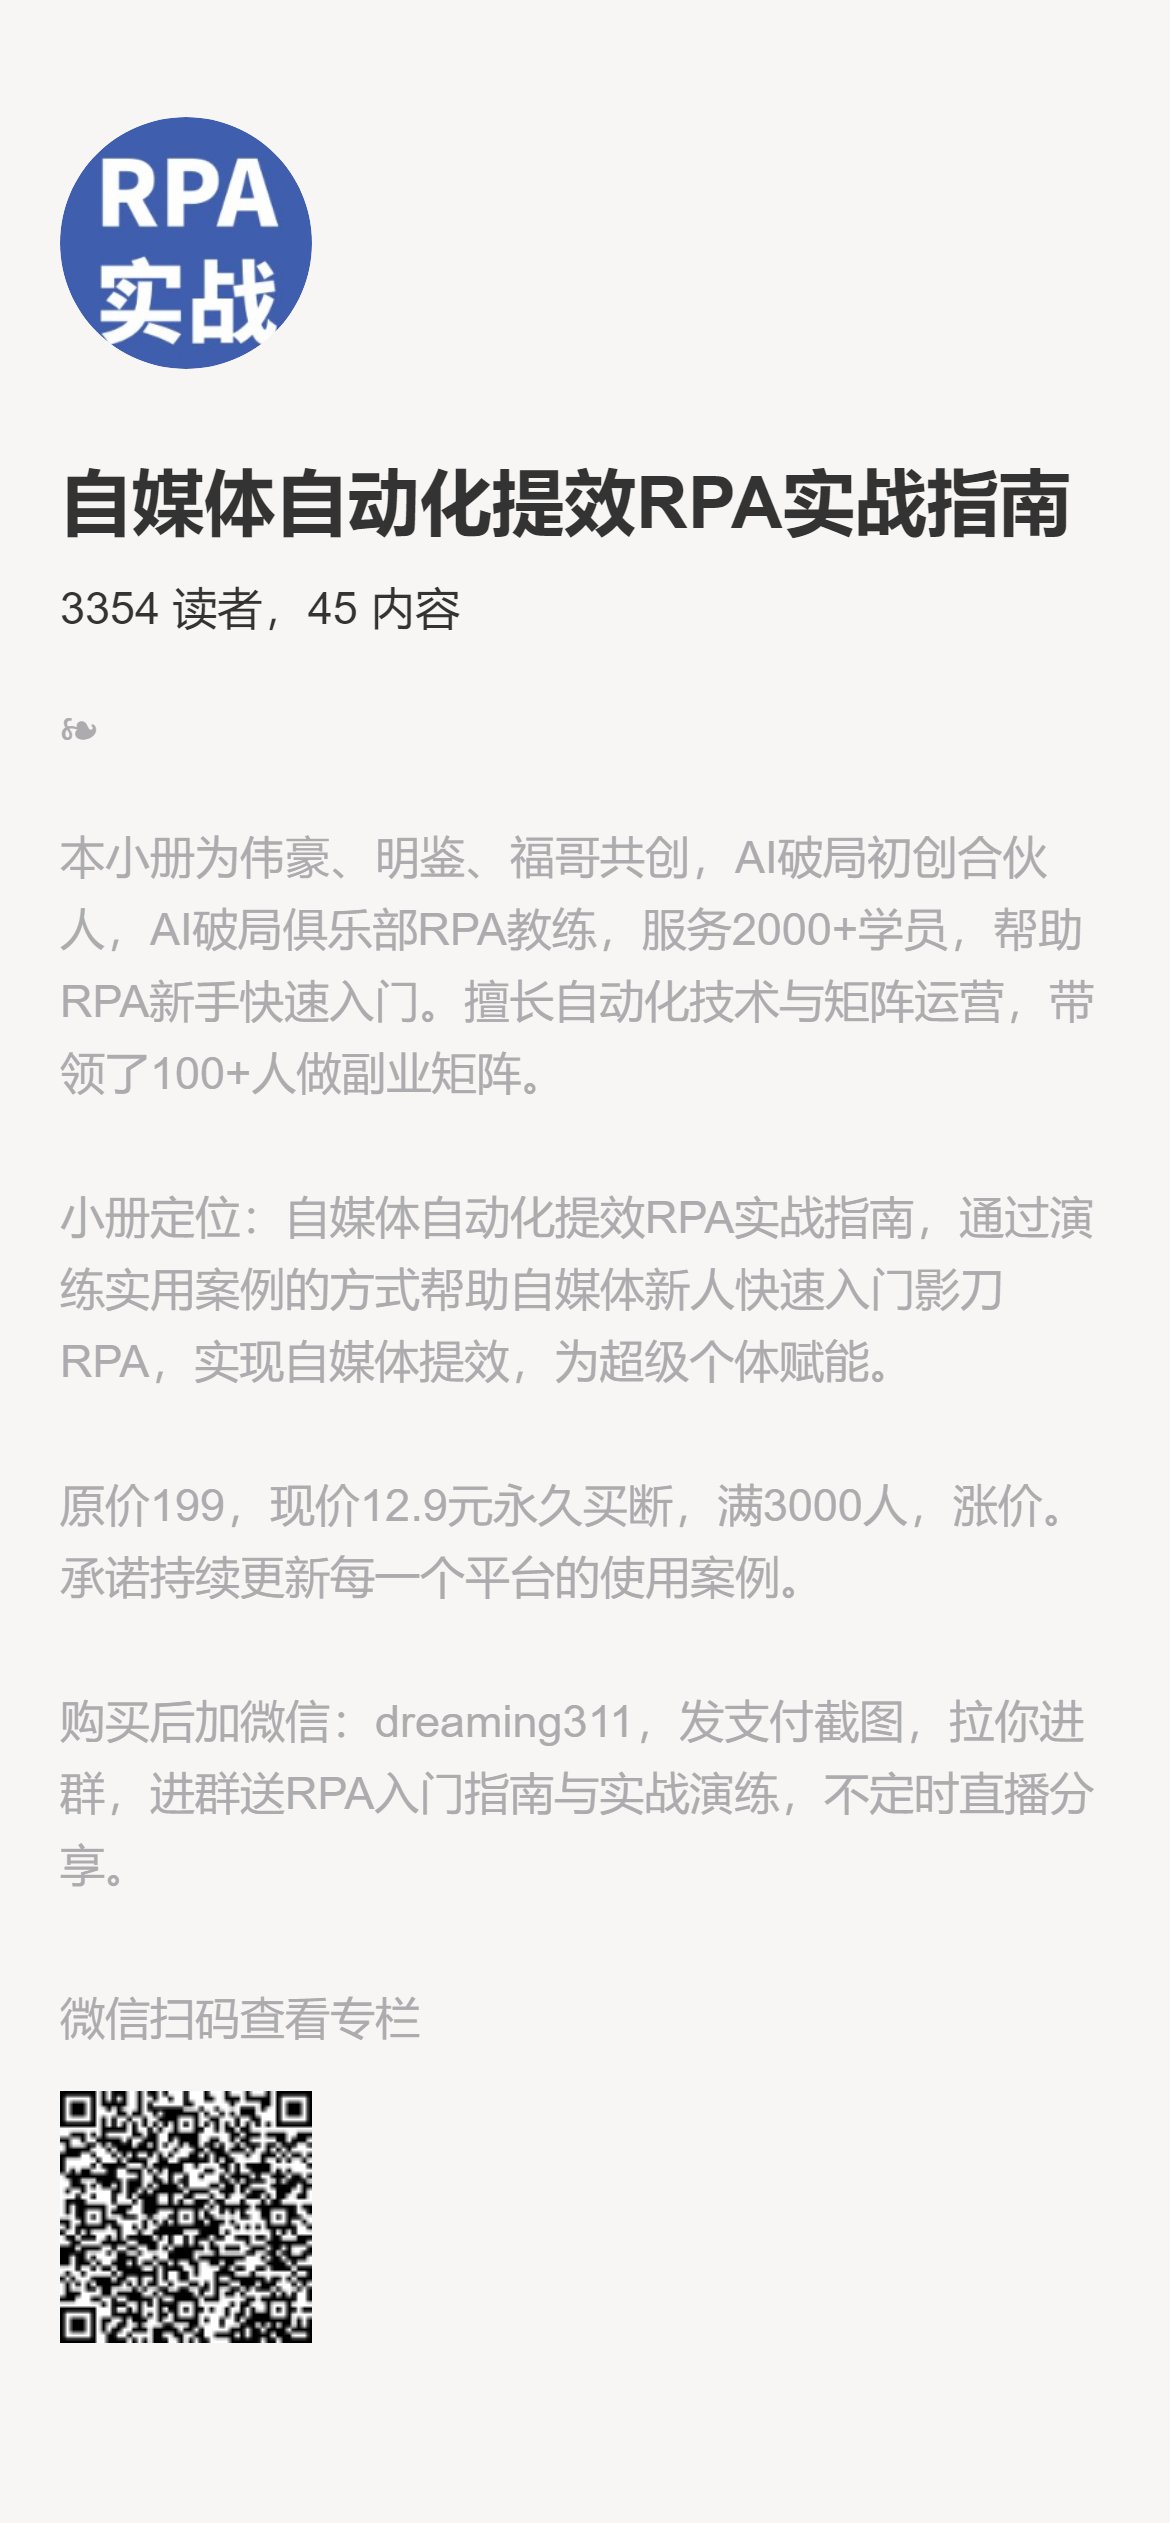 RPA
实战
自媒体自动化提效RPA实战指南
3354 读者，45 内容
❧
本小册为伟豪、明鉴、福哥共创，AI破局初创合伙
人，AI破局俱乐部RPA教练，服务2000+学员，帮助
RPA新手快速入门。擅长自动化技术与矩阵运营，带
领了100+人做副业矩阵。
小册定位：自媒体自动化提效RPA实战指南，通过演
练实用案例的方式帮助自媒体新人快速入门影刀
RPA，实现自媒体提效，为超级个体赋能。
原价199，现价12.9元永久买断，满3000人，涨价。
承诺持续更新每一个平台的使用案例。
购买后加微信：dreaming311，发支付截图，拉你进
群，进群送RPA入门指南与实战演练，不定时直播分
享。
微信扫码查看专栏